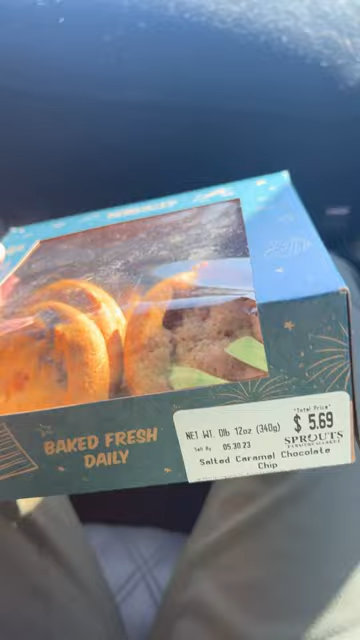 BAKED FRESH
DAILY
NET WT 0lb 12oz (340g)
"Total Price"
$ 5.69
Sell By 05.30.23
SPROUTS
FARMERS MARKET
Salted Caramel Chocolate
Chip